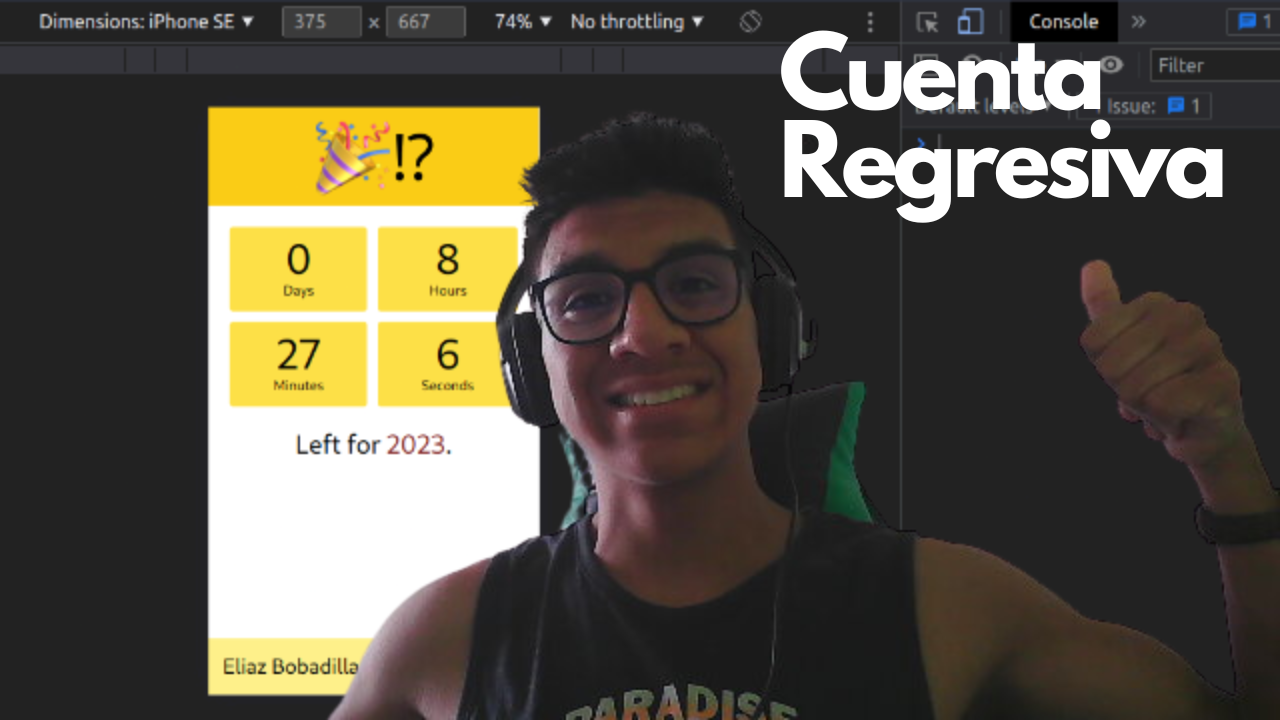 Dimensions: iPhone SE ▼ 375 x 667 74% ▼ No throttling ▼
Console » 1
Filter
Default levels Issue: 1
Cuenta
Regresiva
!?
0 8
Days Hours
27 6
Minutes Seconds
Left for 2023.
Eliaz Bobadilla
PARADISE